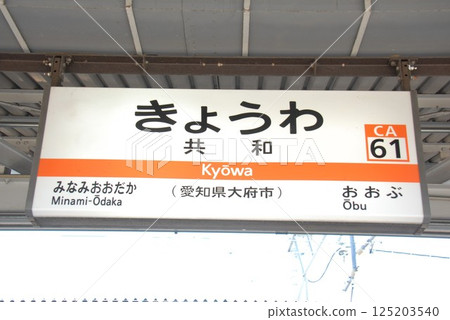 きょうわ
共和
CA
61
Kyōwa
みなみおおだか
Minami-Ōdaka
（愛知県大府市）
おおぶ
Ōbu
pixta.jp - 125203540